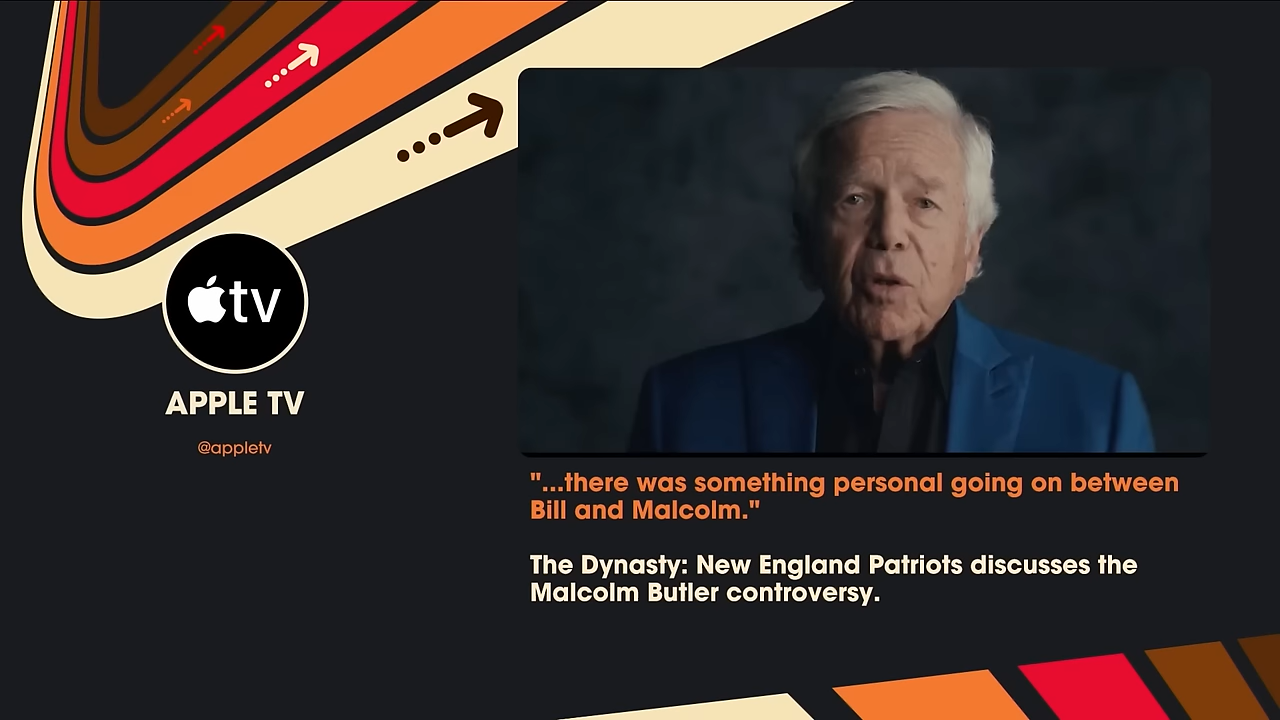 tv
APPLE TV
@appletv
"...there was something personal going on between
Bill and Malcolm."
The Dynasty: New England Patriots discusses the
Malcolm Butler controversy.